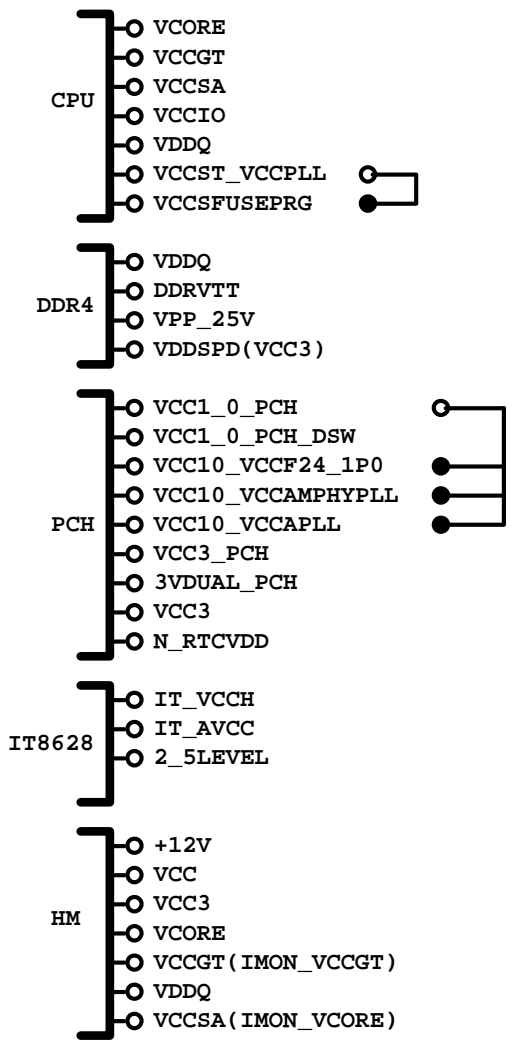 VCORE
VCCGT
VCCSA
CPU
VCCIO
VDDQ
VCCST_VCCPLL
VCCSFUSEPRG
VDDQ
DDRVTT
DDR4
VPP_25V
VDDSPD(VCC3)
VCC1_0_PCH
VCC1_0_PCH_DSW
VCC10_VCCF24_1P0
VCC10_VCCAMPHYPLL
PCH
VCC10_VCCAPLL
VCC3_PCH
3VDUAL_PCH
VCC3
N_RTCVDD
IT_VCCH
IT_AVCC
IT8628
2_5LEVEL
+12V
VCC
VCC3
HM
VCORE
VCCGT(IMON_VCCGT)
VDDQ
VCCSA(IMON_VCORE)